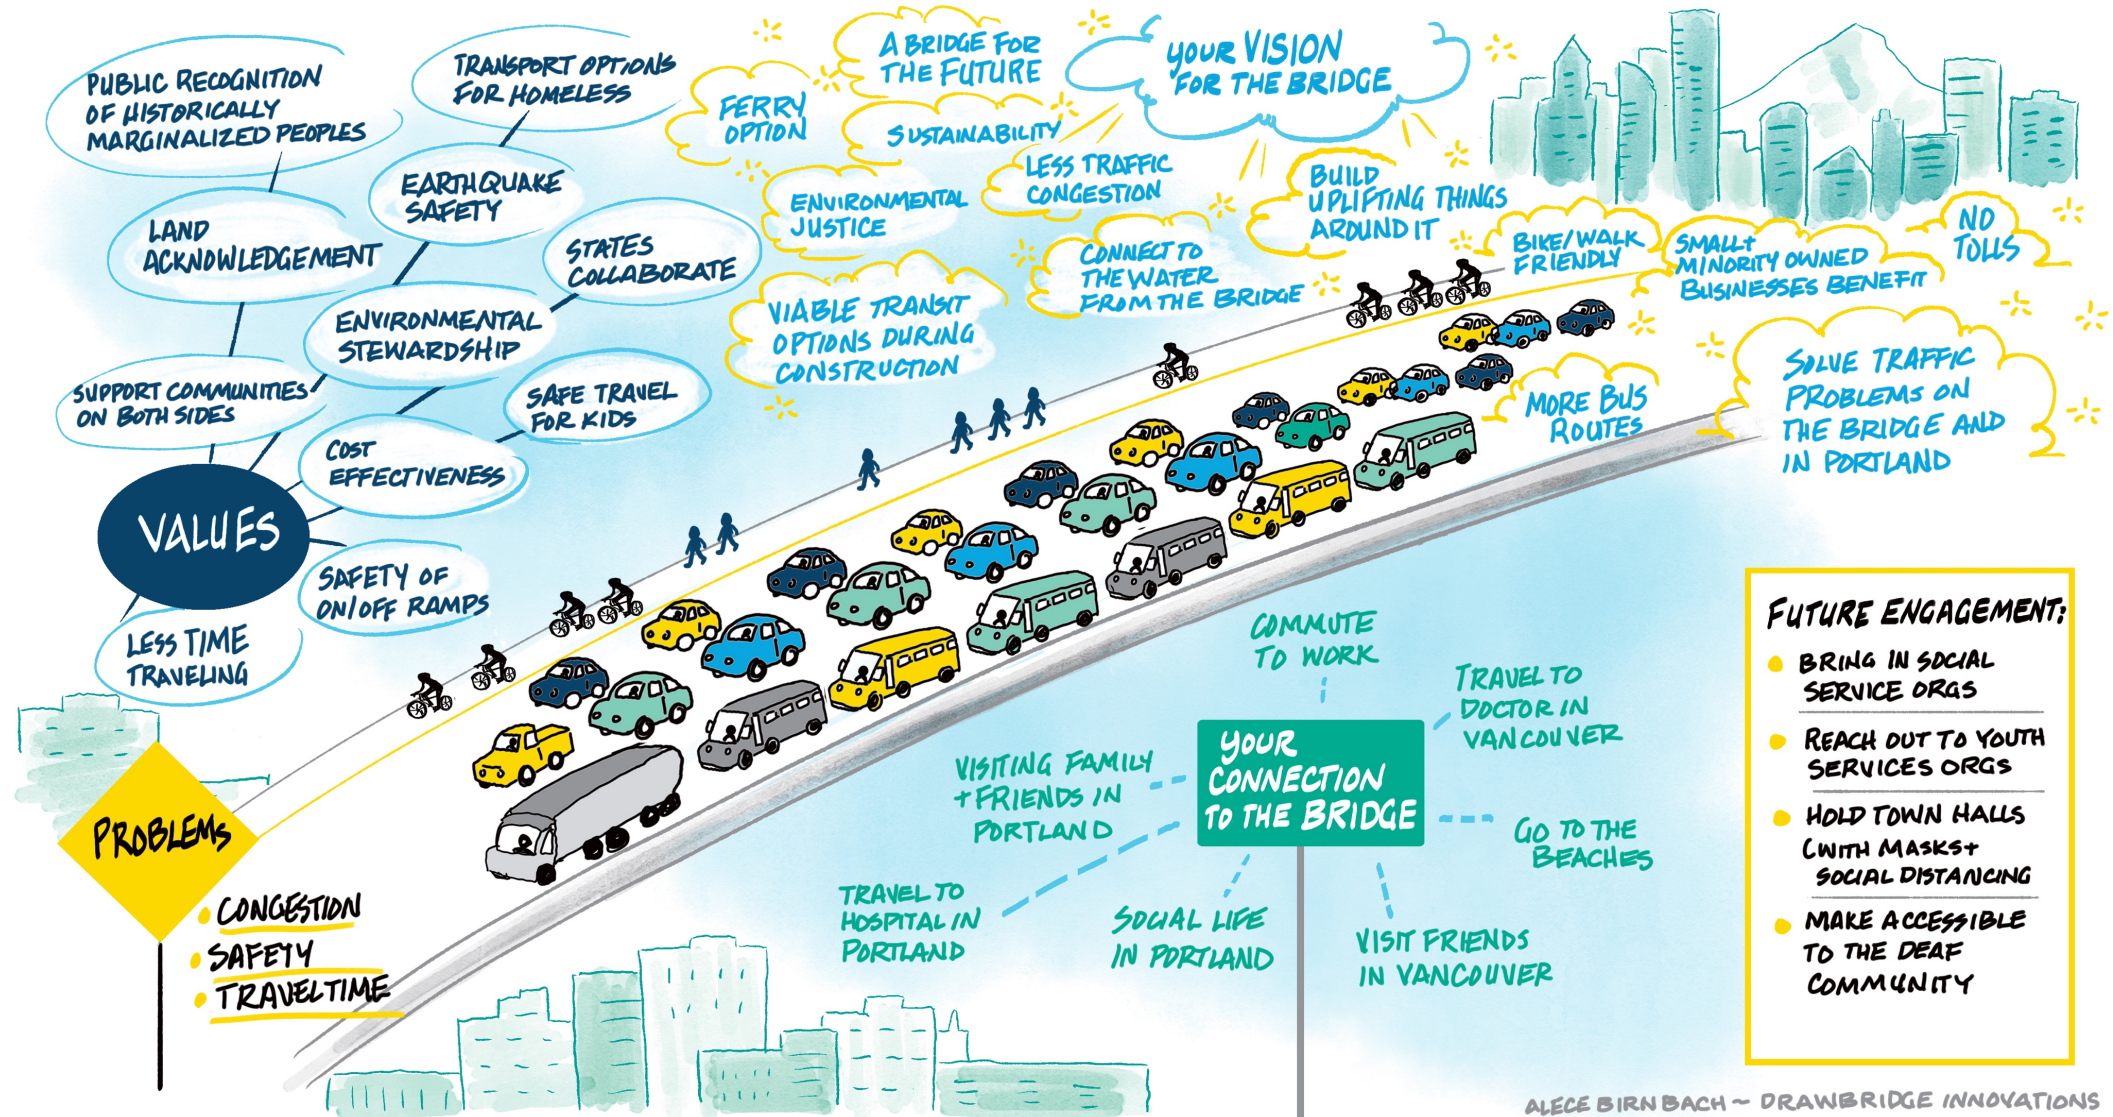 PUBLIC RECOGNITION
OF HISTORICALLY
MARGINALIZED PEOPLES
TRANSPORT OPTIONS
FOR HOMELESS
LAND
ACKNOWLEDGEMENT
EARTHQUAKE
SAFETY
STATES
COLLABORATE
ENVIRONMENTAL
STEWARDSHIP
SUPPORT COMMUNITIES
ON BOTH SIDES
SAFE TRAVEL
FOR KIDS
COST
EFFECTIVENESS
VALUES
SAFETY OF
ON/OFF RAMPS
LESS TIME
TRAVELING
YOUR VISION
FOR THE BRIDGE
A BRIDGE FOR
THE FUTURE
FERRY
OPTION
SUSTAINABILITY
LESS TRAFFIC
CONGESTION
ENVIRONMENTAL
JUSTICE
BUILD
UPLIFTING THINGS
AROUND IT
CONNECT TO
THE WATER
FROM THE BRIDGE
VIABLE TRANSIT
OPTIONS DURING
CONSTRUCTION
BIKE/WALK
FRIENDLY
SMALL+
MINORITY OWNED
BUSINESSES BENEFIT
NO
TOLLS
MORE BUS
ROUTES
SOLVE TRAFFIC
PROBLEMS ON
THE BRIDGE AND
IN PORTLAND
PROBLEMS
CONGESTION
SAFETY
TRAVEL TIME
YOUR
CONNECTION
TO THE BRIDGE
COMMUTE
TO WORK
TRAVEL TO
DOCTOR IN
VANCOUVER
VISITING FAMILY
+ FRIENDS IN
PORTLAND
GO TO THE
BEACHES
TRAVEL TO
HOSPITAL IN
PORTLAND
SOCIAL LIFE
IN PORTLAND
VISIT FRIENDS
IN VANCOUVER
FUTURE ENGAGEMENT:
BRING IN SOCIAL
SERVICE ORGS
REACH OUT TO YOUTH
SERVICES ORGS
HOLD TOWN HALLS
(WITH MASKS+
SOCIAL DISTANCING
MAKE ACCESSIBLE
TO THE DEAF
COMMUNITY
ALECE BIRNBACH ~ DRAWBRIDGE INNOVATIONS